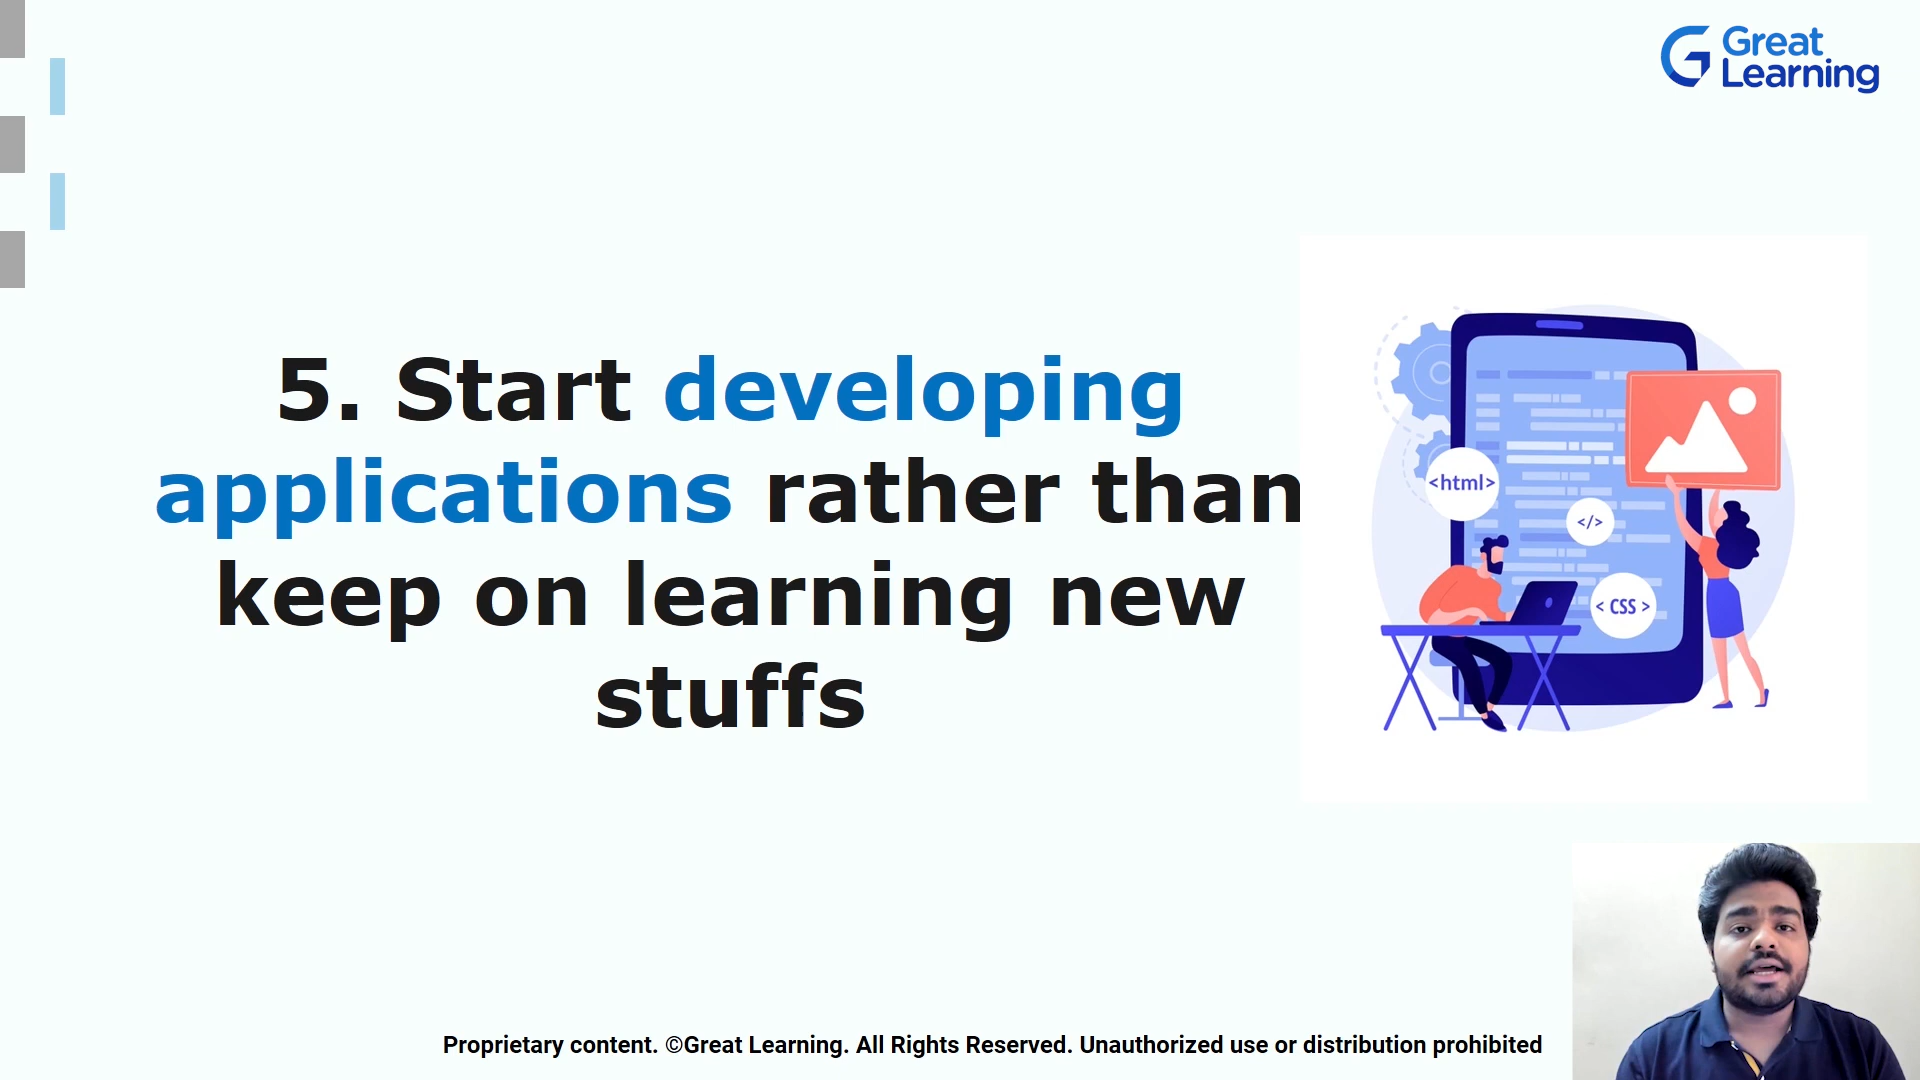 Great
Learning
5. Start developing
applications rather than
keep on learning new
stuffs
<html>
</>
< CSS >
Proprietary content. ©Great Learning. All Rights Reserved. Unauthorized use or distribution prohibited